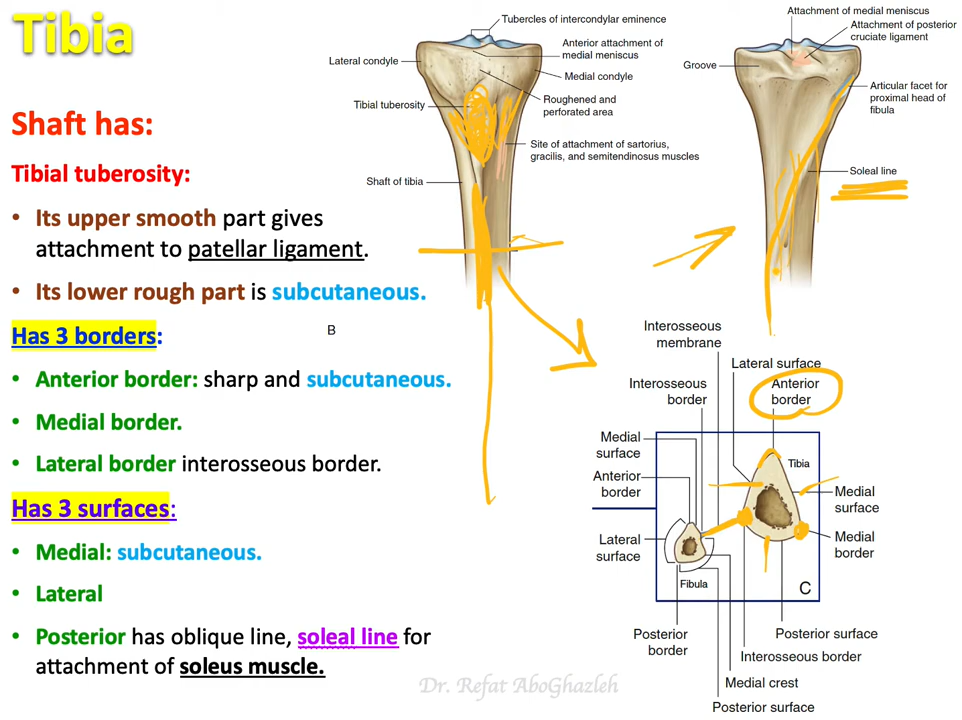 Tibia
Shaft has:
Tibial tuberosity:
• Its upper smooth part gives
attachment to patellar ligament.
• Its lower rough part is subcutaneous.
Has 3 borders:
• Anterior border: sharp and subcutaneous.
• Medial border.
• Lateral border interosseous border.
Has 3 surfaces:
• Medial: subcutaneous.
• Lateral
• Posterior has oblique line, soleal line for
attachment of soleus muscle.
Tubercles of intercondylar eminence
Anterior attachment of
medial meniscus
Lateral condyle
Medial condyle
Tibial tuberosity
Roughened and
perforated area
Site of attachment of sartorius,
gracilis, and semitendinosus muscles
Shaft of tibia
B
Attachment of medial meniscus
Attachment of posterior
cruciate ligament
Groove
Articular facet for
proximal head of
fibula
Soleal line
Interosseous
membrane
Lateral surface
Interosseous
border
Anterior
border
Medial
surface
Anterior
border
Tibia
Medial
surface
Lateral
surface
Medial
border
Fibula
C
Posterior
border
Posterior surface
Interosseous border
Medial crest
Posterior surface
Dr. Refat AboGhazleh